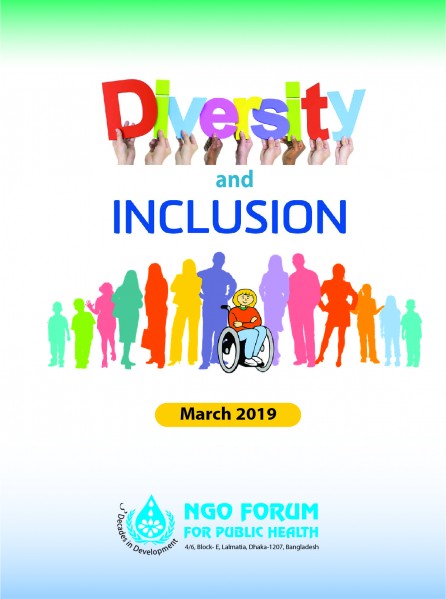 Diversity
and
INCLUSION
March 2019
Decades in Development
NGO FORUM
FOR PUBLIC HEALTH
4/6, Block- E, Lalmatia, Dhaka-1207, Bangladesh